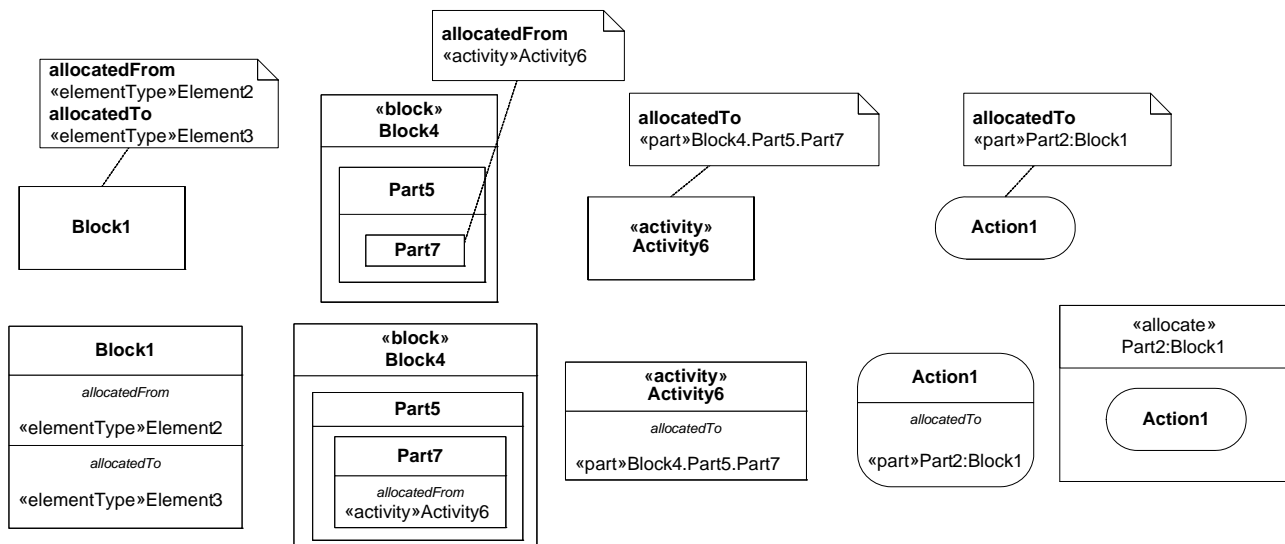 allocatedFrom
«activity»Activity6
allocatedFrom
«elementType»Element2
allocatedTo
«elementType»Element3
Block1
«block»
Block4
Part5
Part7
allocatedTo
«part»Block4.Part5.Part7
«activity»
Activity6
allocatedTo
«part»Part2:Block1
Action1
Block1
allocatedFrom
«elementType»Element2
allocatedTo
«elementType»Element3
«block»
Block4
Part5
Part7
allocatedFrom
«activity»Activity6
«activity»
Activity6
allocatedTo
«part»Block4.Part5.Part7
Action1
allocatedTo
«part»Part2:Block1
«allocate»
Part2:Block1
Action1